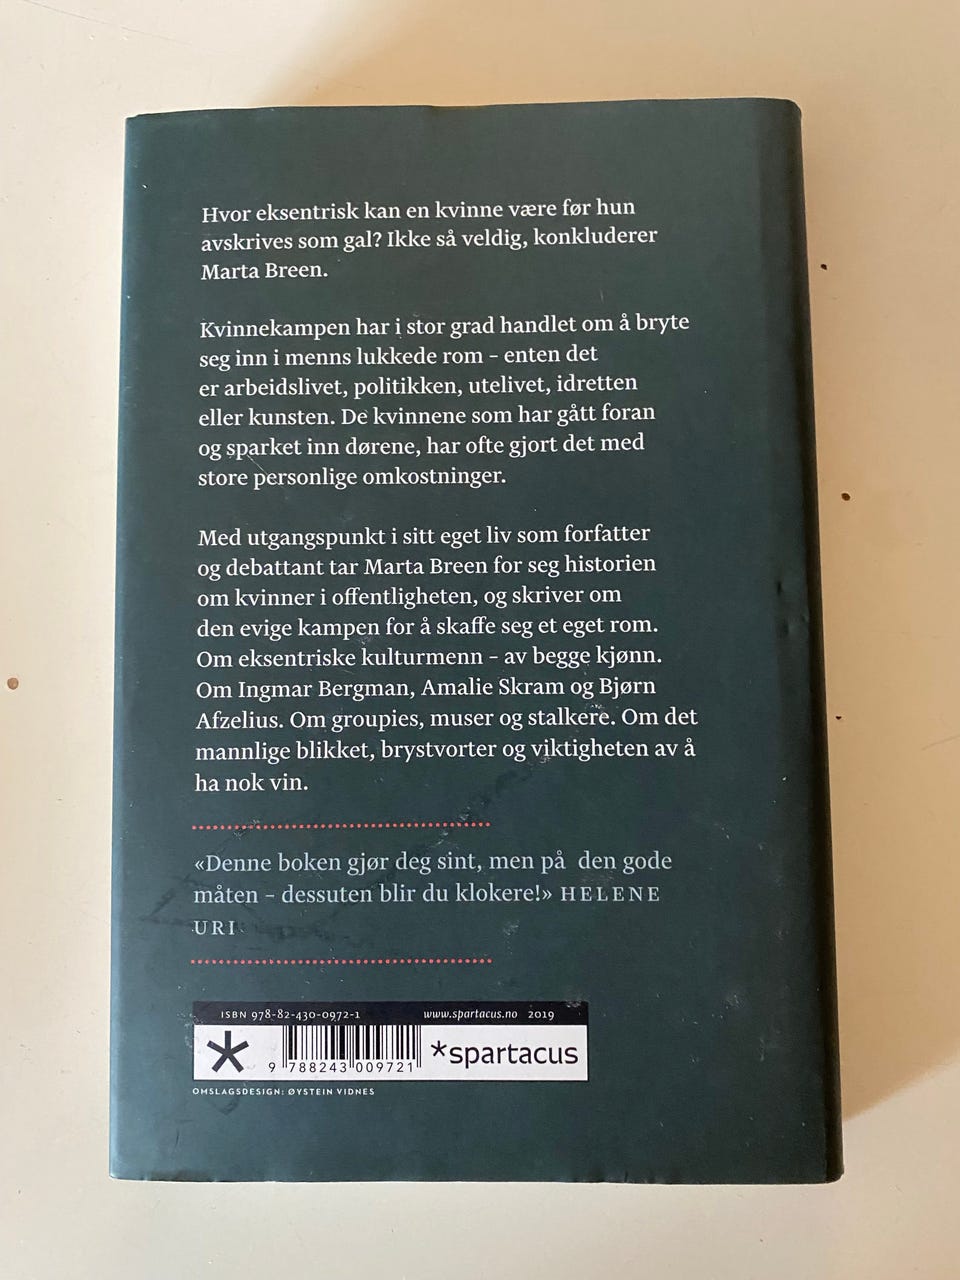 Hvor eksentrisk kan en kvinne være før hun
avskrives som gal? Ikke så veldig, konkluderer
Marta Breen.
Kvinnekampen har i stor grad handlet om å bryte
seg inn i menns lukkede rom – enten det
er arbeidslivet, politikken, utelivet, idretten
eller kunsten. De kvinnene som har gått foran
og sparket inn dørene, har ofte gjort det med
store personlige omkostninger.
Med utgangspunkt i sitt eget liv som forfatter
og debattant tar Marta Breen for seg historien
om kvinner i offentligheten, og skriver om
den evige kampen for å skaffe seg et eget rom.
Om eksentriske kulturmenn – av begge kjønn.
Om Ingmar Bergman, Amalie Skram og Bjørn
Afzelius. Om groupies, muser og stalkere. Om det
mannlige blikket, brystvorter og viktigheten av å
ha nok vin.
«Denne boken gjør deg sint, men på den gode
måten – dessuten blir du klokere!» HELENE
URI
ISBN 978-82-430-0972-1 www.spartacus.no 2019
*spartacus
9 788243 009721
OMSLAGSDESIGN: ØYSTEIN VIDNES